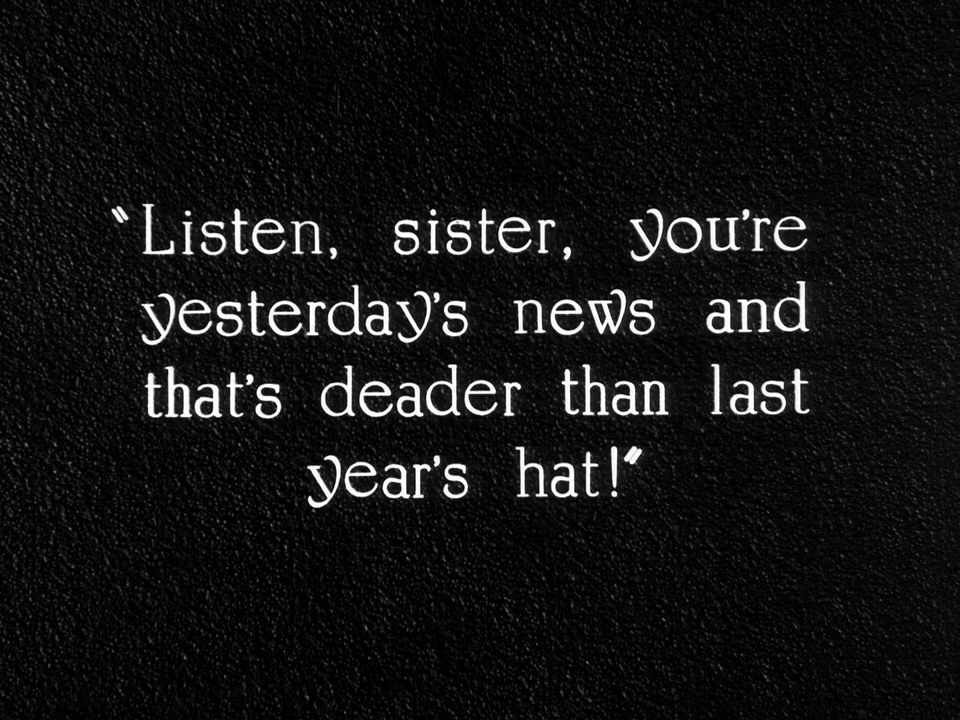 “Listen, sister, you're
yesterday's news and
that's deader than last
year's hat!”